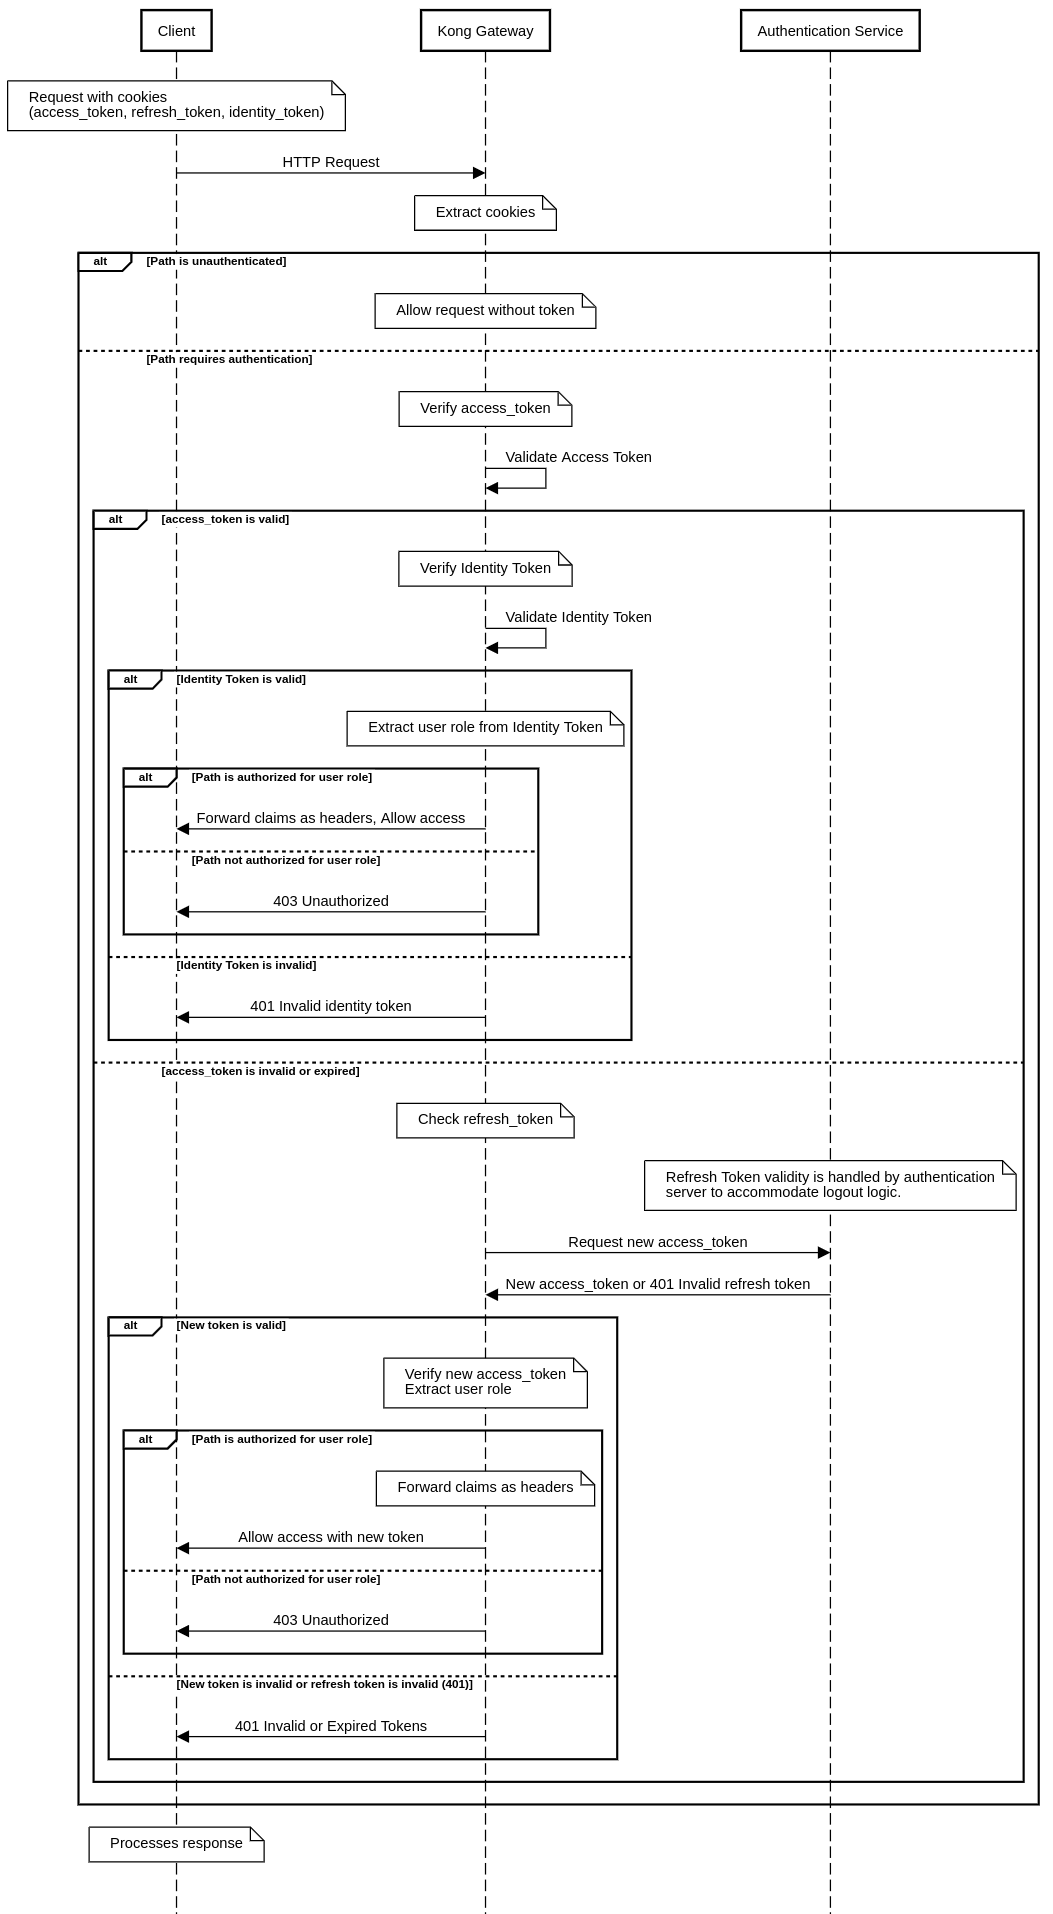 Client
Kong Gateway
Authentication Service
Request with cookies
(access_token, refresh_token, identity_token)
HTTP Request
Extract cookies
alt
[Path is unauthenticated]
Allow request without token
[Path requires authentication]
Verify access_token
Validate Access Token
alt
[access_token is valid]
Verify Identity Token
Validate Identity Token
alt
[Identity Token is valid]
Extract user role from Identity Token
alt
[Path is authorized for user role]
Forward claims as headers, Allow access
[Path not authorized for user role]
403 Unauthorized
[Identity Token is invalid]
401 Invalid identity token
[access_token is invalid or expired]
Check refresh_token
Refresh Token validity is handled by authentication
server to accommodate logout logic.
Request new access_token
New access_token or 401 Invalid refresh token
alt
[New token is valid]
Verify new access_token
Extract user role
alt
[Path is authorized for user role]
Forward claims as headers
Allow access with new token
[Path not authorized for user role]
403 Unauthorized
[New token is invalid or refresh token is invalid (401)]
401 Invalid or Expired Tokens
Processes response